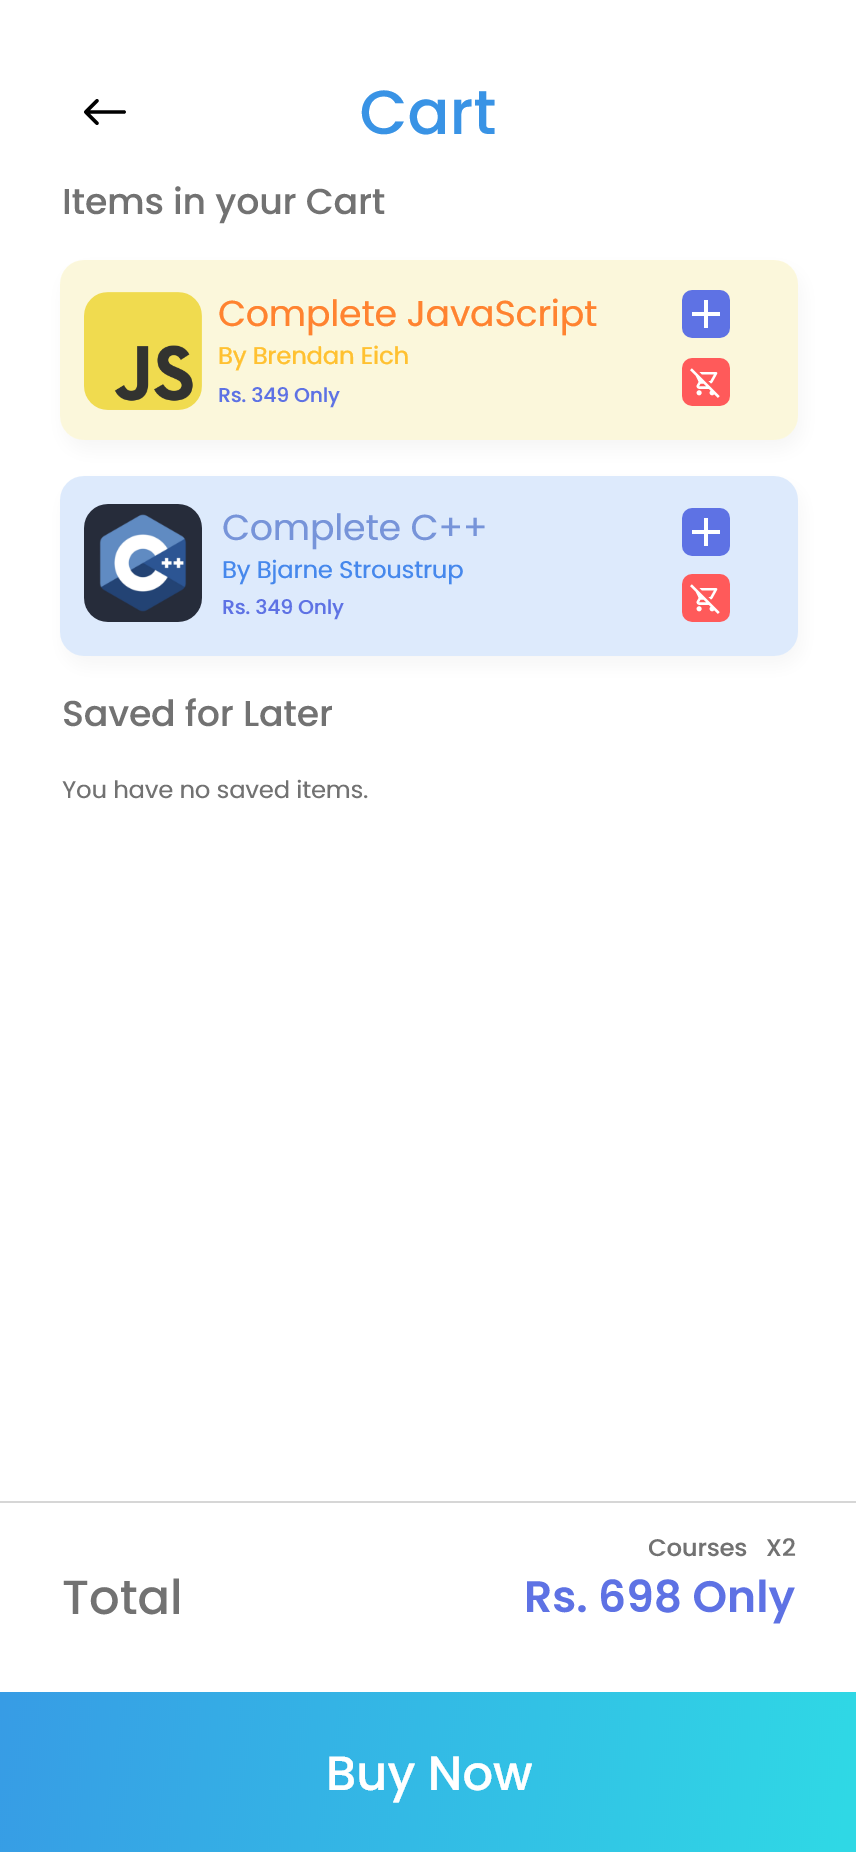 Cart
Items in your Cart
JS
Complete JavaScript
By Brendan Eich
Rs. 349 Only
C++
Complete C++
By Bjarne Stroustrup
Rs. 349 Only
Saved for Later
You have no saved items.
Courses X2
Total
Rs. 698 Only
Buy Now